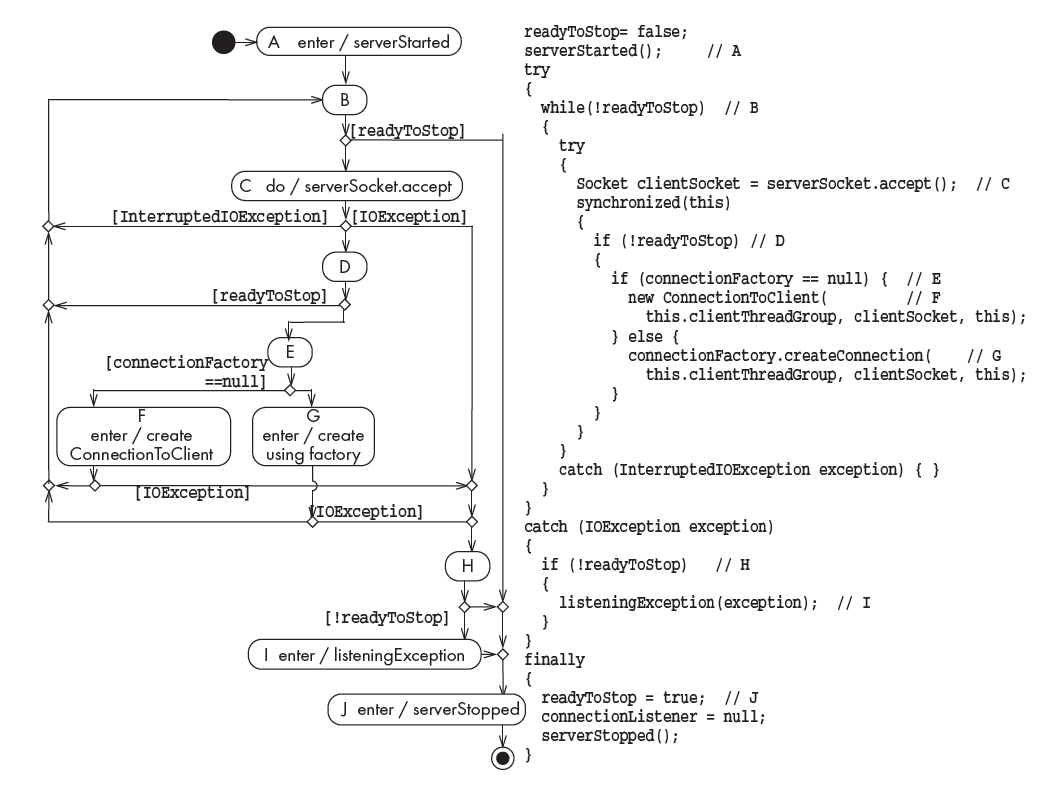 A enter / serverStarted
B
[readyToStop]
C do / serverSocket.accept
[InterruptedIOException]
[IOException]
D
[readyToStop]
E
[connectionFactory
==null]
F
enter / create
ConnectionToClient
G
enter / create
using factory
[IOException]
[IOException]
H
[!readyToStop]
I enter / listeningException
J enter / serverStopped
readyToStop= false;
serverStarted(); // A
try
{
while(!readyToStop) // B
{
try
{
Socket clientSocket = serverSocket.accept(); // C
synchronized(this)
{
if (!readyToStop) // D
{
if (connectionFactory == null) { // E
new ConnectionToClient( // F
this.clientThreadGroup, clientSocket, this);
} else {
connectionFactory.createConnection( // G
this.clientThreadGroup, clientSocket, this);
}
}
}
}
catch (InterruptedIOException exception) { }
}
}
catch (IOException exception)
{
if (!readyToStop) // H
{
listeningException(exception); // I
}
}
finally
{
readyToStop = true; // J
connectionListener = null;
serverStopped();
}